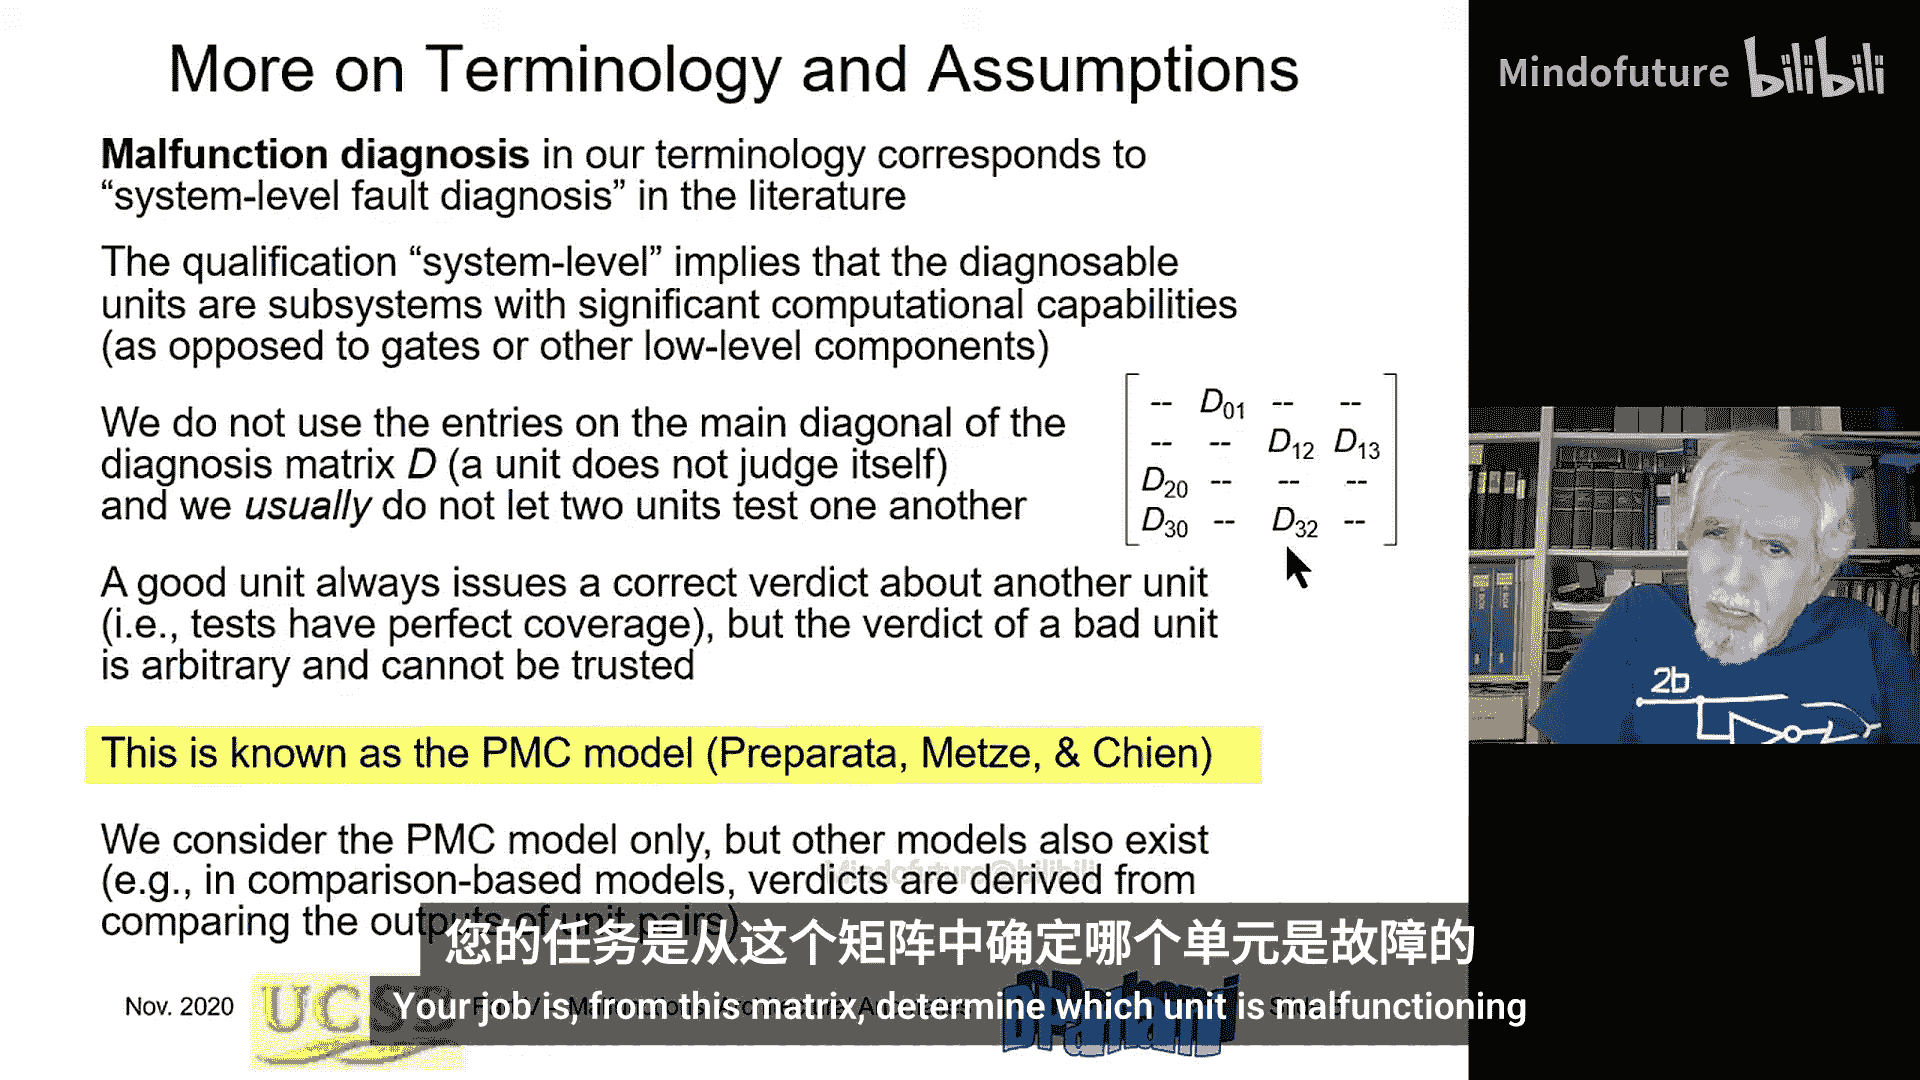 More on Terminology and Assumptions
Mindofuture bilibili
Malfunction diagnosis in our terminology corresponds to
“system-level fault diagnosis” in the literature
The qualification “system-level” implies that the diagnosable
units are subsystems with significant computational capabilities
(as opposed to gates or other low-level components)
We do not use the entries on the main diagonal of the
diagnosis matrix D (a unit does not judge itself)
and we usually do not let two units test one another
-- D01 -- --
-- -- D12 D13
D20 -- -- --
D30 -- D32 --
A good unit always issues a correct verdict about another unit
(i.e., tests have perfect coverage), but the verdict of a bad unit
is arbitrary and cannot be trusted
2b
This is known as the PMC model (Preparata, Metze, & Chien)
We consider the PMC model only, but other models also exist
(e.g., in comparison-based models, verdicts are derived from
comparing the outputs of unit pairs)
Mindofuture@bilibili
您的任务是从这个矩阵中确定哪个单元是故障的
Your job is, from this matrix, determine which unit is malfunctioning
Nov. 2020
UCSB
BParhami